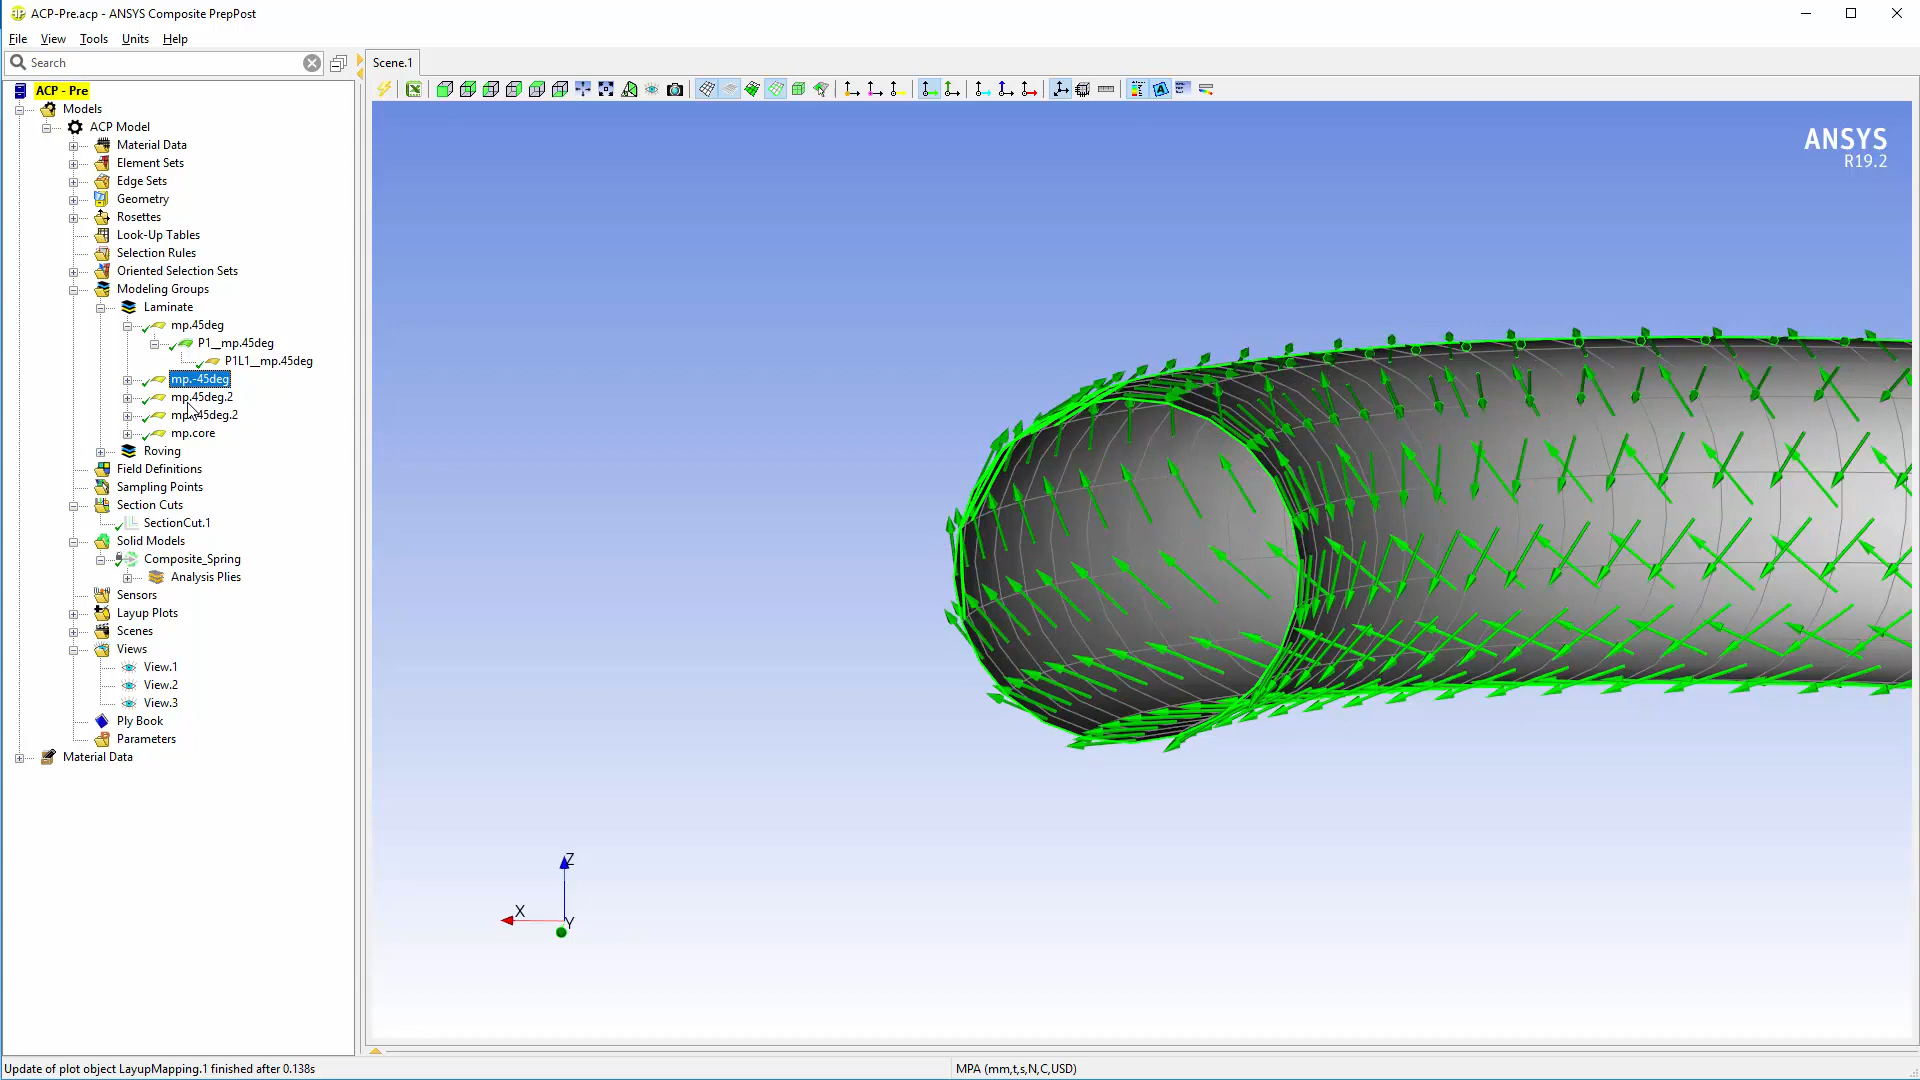 ACP-Pre.acp - ANSYS Composite PrepPost
File View Tools Units Help
Search
Scene.1
ACP - Pre
Models
ACP Model
Material Data
Element Sets
Edge Sets
Geometry
Rosettes
Look-Up Tables
Selection Rules
Oriented Selection Sets
Modeling Groups
Laminate
mp.45deg
P1__mp.45deg
P1L1__mp.45deg
mp.-45deg
mp.45deg.2
mp.-45deg.2
mp.core
Roving
Field Definitions
Sampling Points
Section Cuts
SectionCut.1
Solid Models
Composite_Spring
Analysis Plies
Sensors
Layup Plots
Scenes
Views
View.1
View.2
View.3
Ply Book
Parameters
Material Data
ANSYS
R19.2
Z
X
Y
Update of plot object LayupMapping.1 finished after 0.138s
MPA (mm,t,s,N,C,USD)